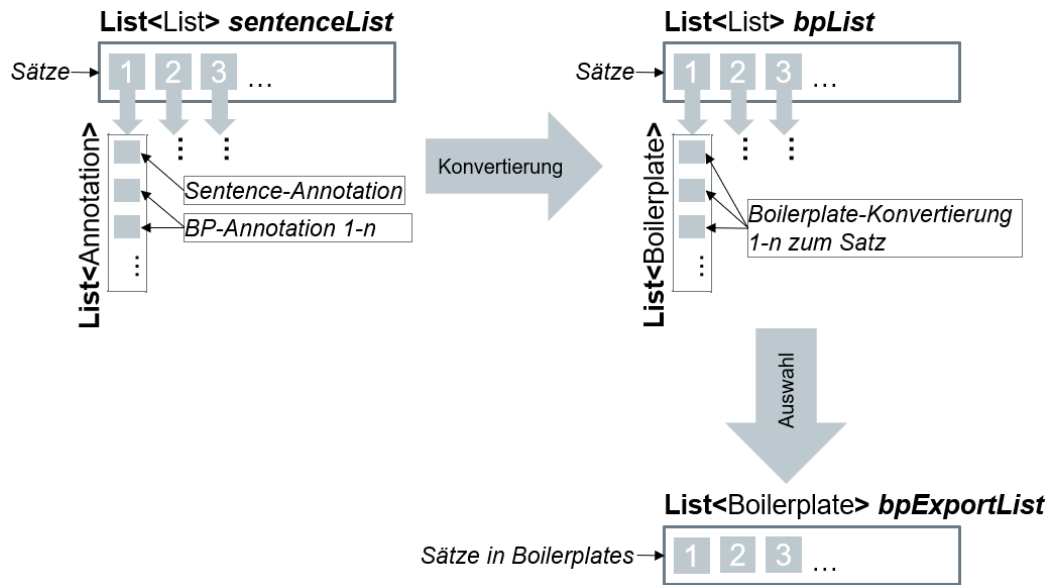 List<List> sentenceList
Sätze
1 2 3 ...
List<Annotation>
...
...
Sentence-Annotation
BP-Annotation 1-n
...
Konvertierung
List<List> bpList
Sätze
1 2 3 ...
List<Boilerplate>
...
...
Boilerplate-Konvertierung
1-n zum Satz
...
Auswahl
List<Boilerplate> bpExportList
Sätze in Boilerplates
1 2 3 ...